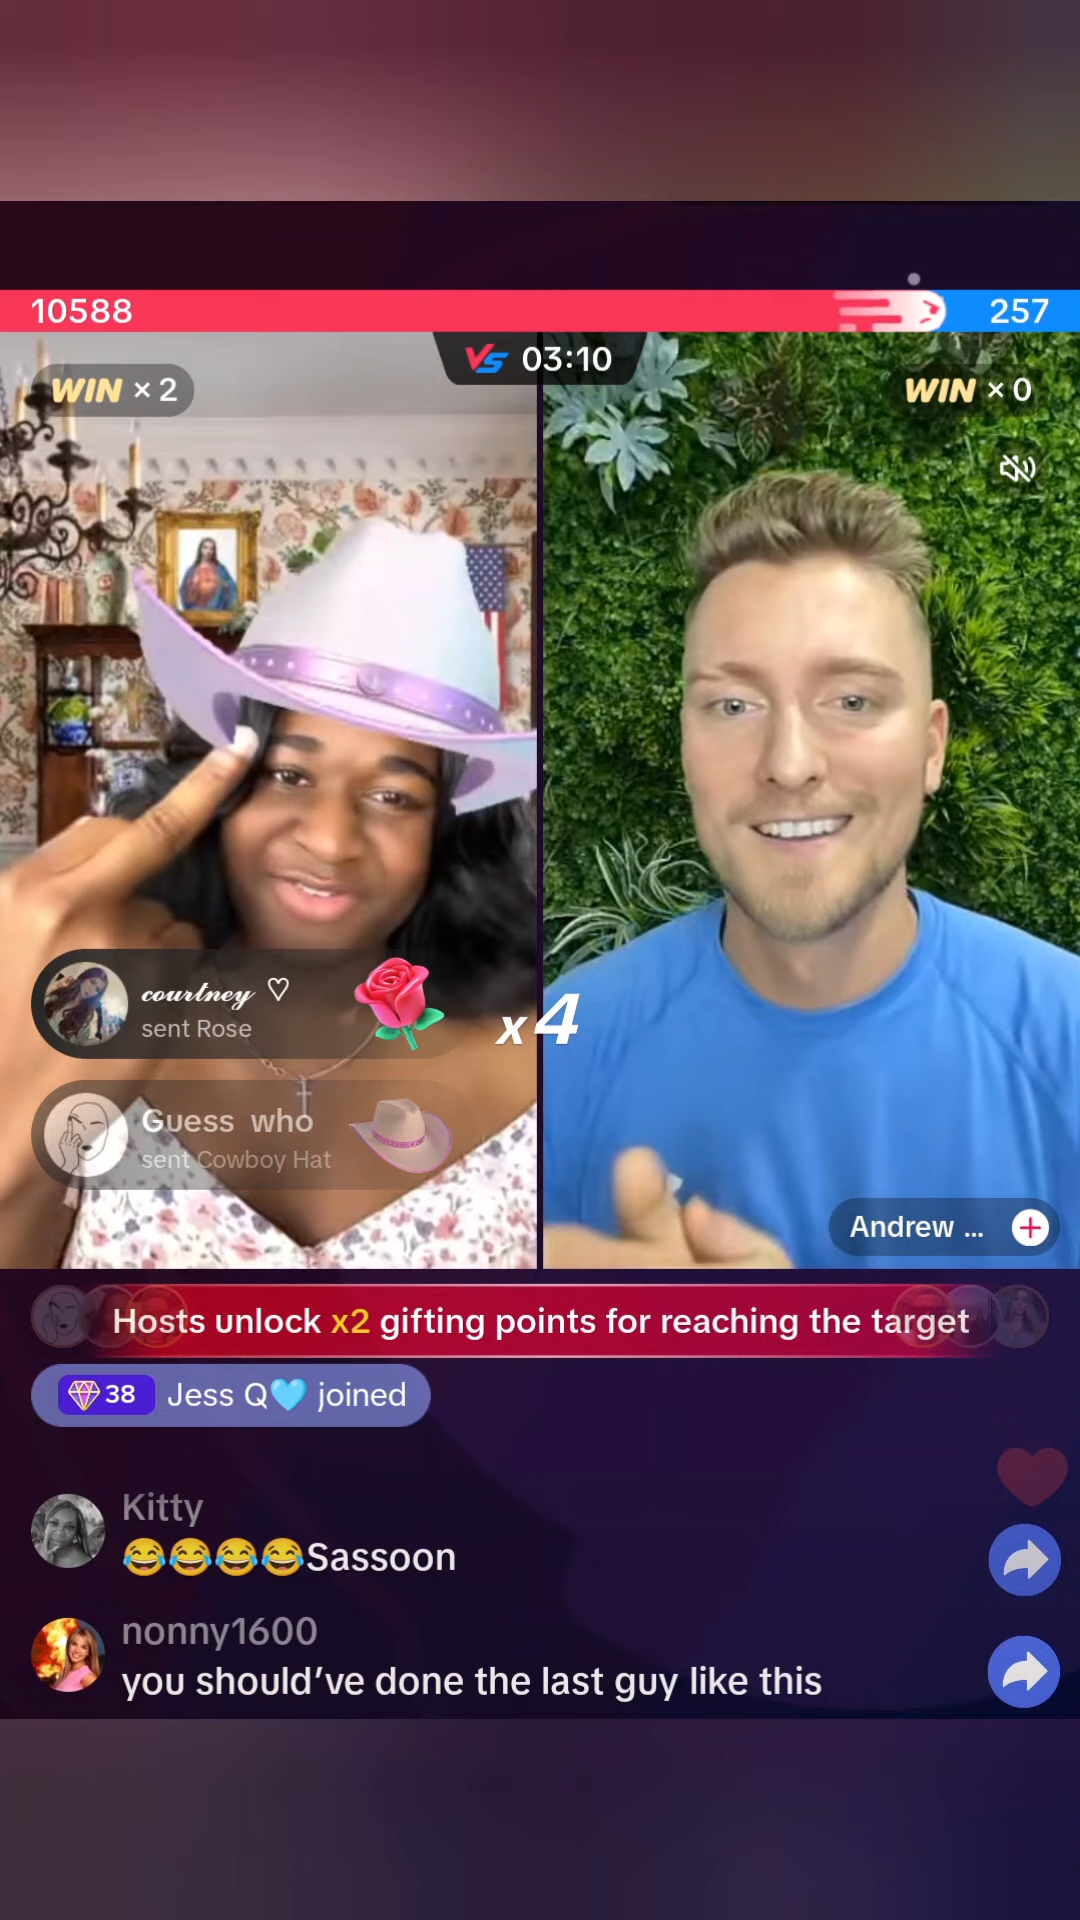 10588
257
VS 03:10
WIN × 2
WIN × 0
courtney ♡
sent Rose
x4
Guess who
sent Cowboy Hat
Andrew ...
Hosts unlock x2 gifting points for reaching the target
38 Jess Q🩵 joined
Kitty
😂😂😂😂Sassoon
nonny1600
you should’ve done the last guy like this